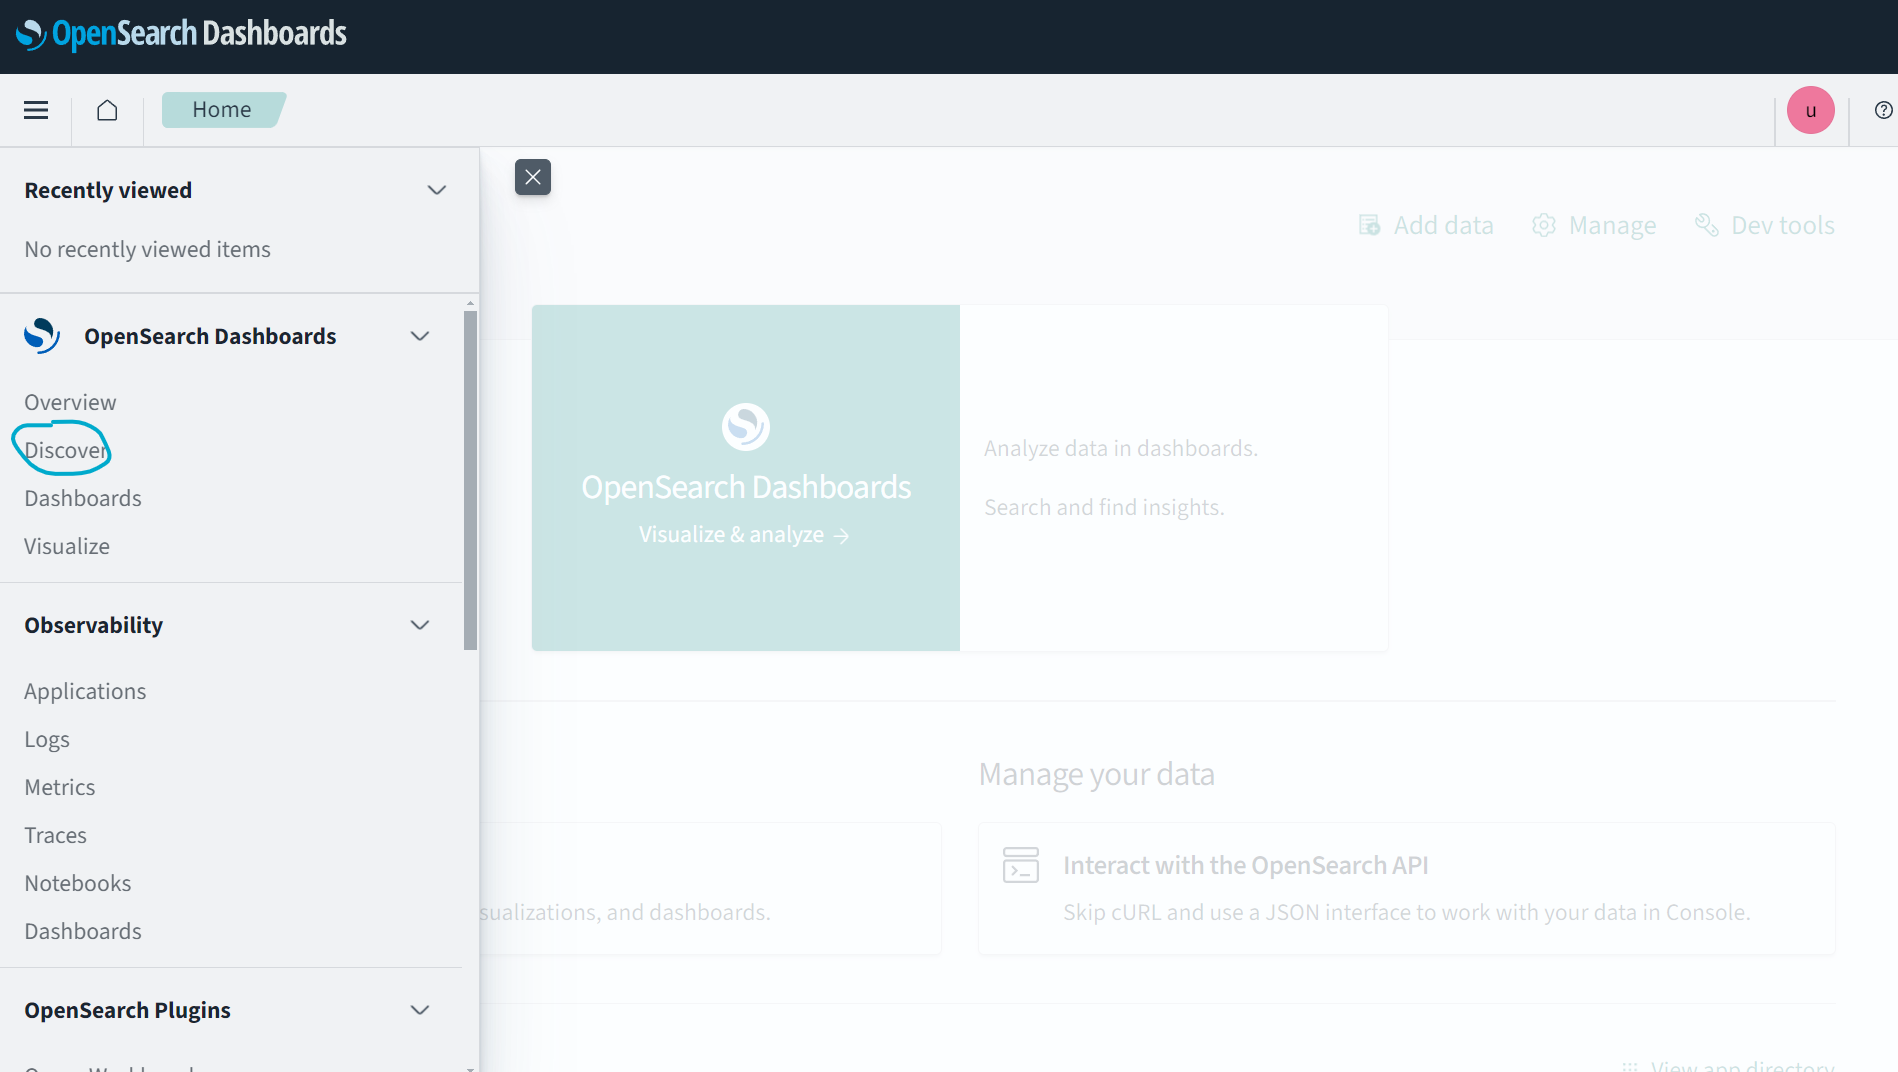 OpenSearch Dashboards
Home
u
?
Recently viewed
No recently viewed items
OpenSearch Dashboards
Overview
Discover
Dashboards
Visualize
Observability
Applications
Logs
Metrics
Traces
Notebooks
Dashboards
OpenSearch Plugins
Add data
Manage
Dev tools
OpenSearch Dashboards
Visualize & analyze →
Analyze data in dashboards.
Search and find insights.
sualizations, and dashboards.
Manage your data
Interact with the OpenSearch API
Skip cURL and use a JSON interface to work with your data in Console.
View app directory